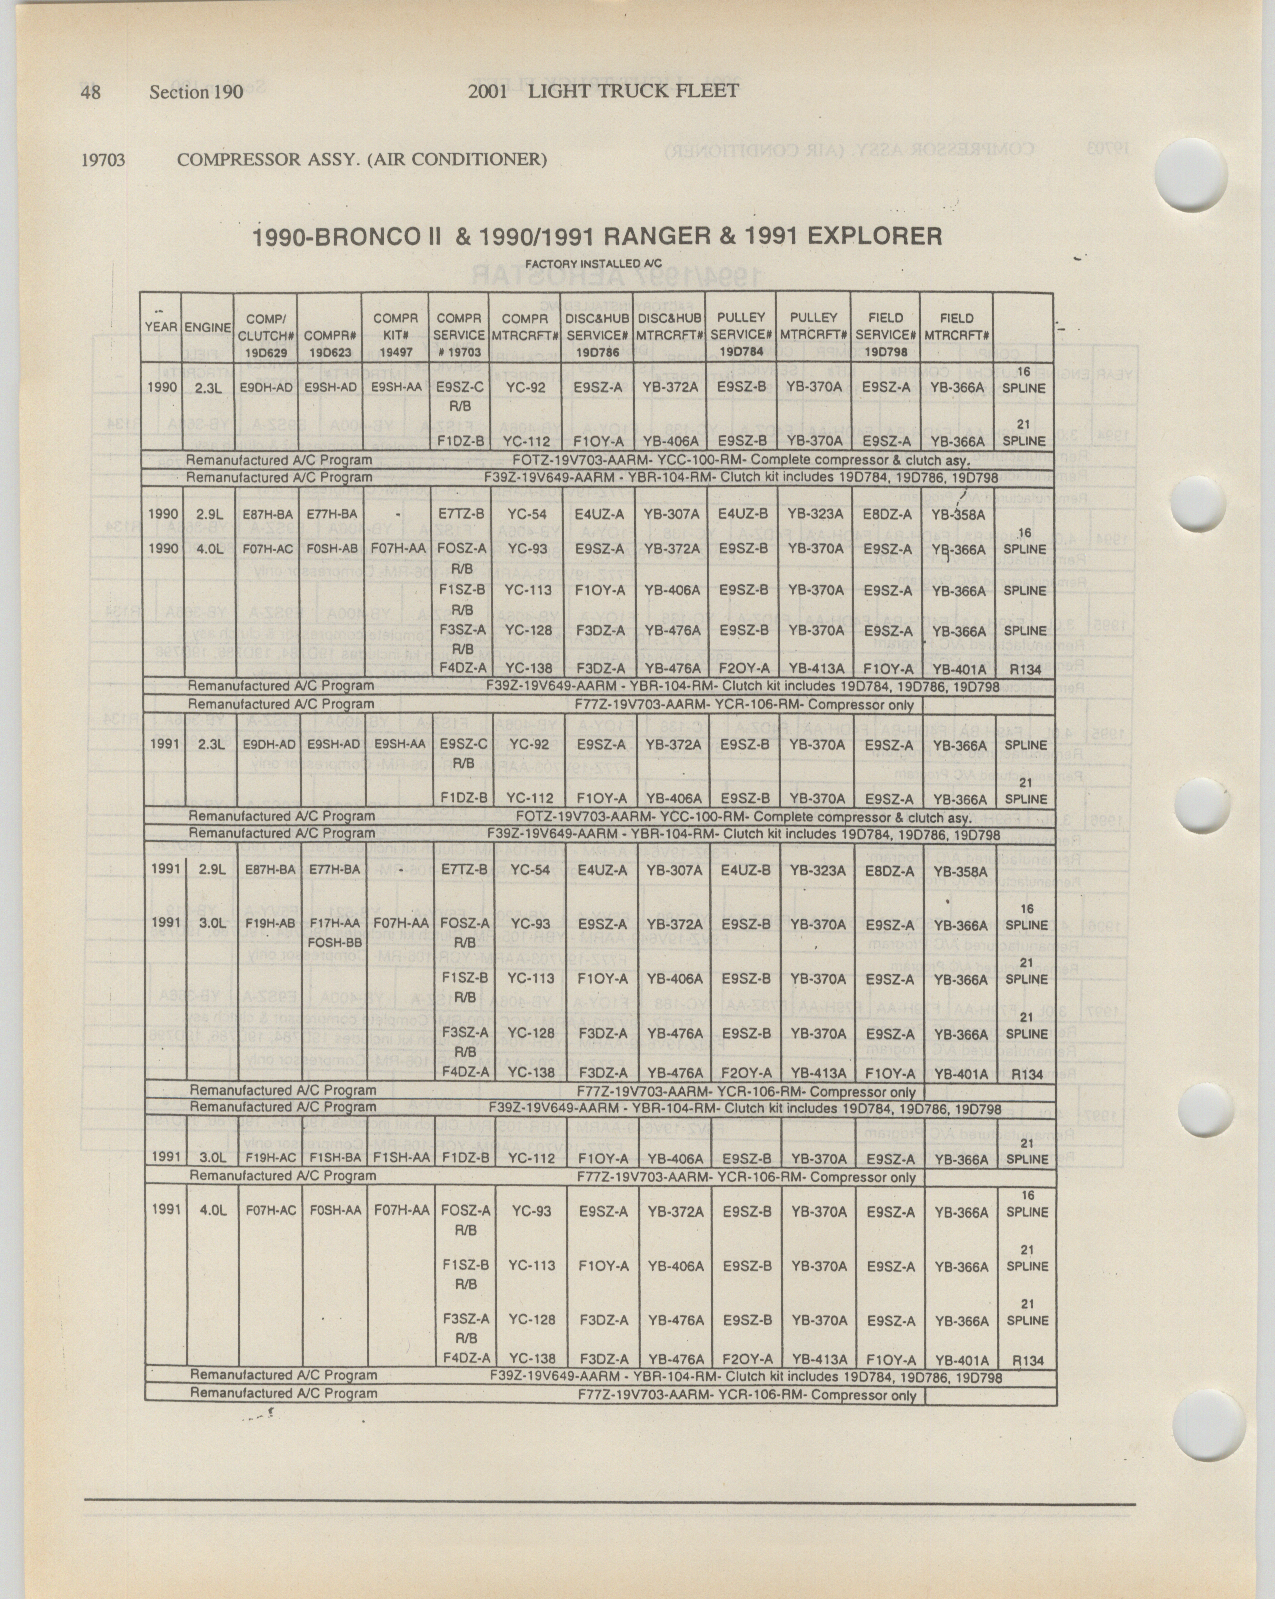 48 Section 190 2001 LIGHT TRUCK FLEET
19703 COMPRESSOR ASSY. (AIR CONDITIONER)
1990-BRONCO II & 1990/1991 RANGER & 1991 EXPLORER
FACTORY INSTALLED A/C
COMP/ COMPR COMPR COMPR DISC&HUB DISC&HUB PULLEY PULLEY FIELD FIELD
YEAR ENGINE CLUTCH# COMPR# KIT# SERVICE MTRCRFT# SERVICE# MTRCRFT# SERVICE# MTRCRFT# SERVICE# MTRCRFT#
19D629 19D623 19497 # 19703 19D786 19D784 19D798
16
1990 2.3L E9DH-AD E9SH-AD E9SH-AA E9SZ-C YC-92 E9SZ-A YB-372A E9SZ-B YB-370A E9SZ-A YB-366A SPLINE
R/B
21
F1DZ-B YC-112 F1OY-A YB-406A E9SZ-B YB-370A E9SZ-A YB-366A SPLINE
Remanufactured A/C Program FOTZ-19V703-AARM- YCC-100-RM- Complete compressor & clutch asy.
Remanufactured A/C Program F39Z-19V649-AARM - YBR-104-RM- Clutch kit includes 19D784, 19D786, 19D798
1990 2.9L E87H-BA E77H-BA - E7TZ-B YC-54 E4UZ-A YB-307A E4UZ-B YB-323A E8DZ-A YB-358A
16
1990 4.0L F07H-AC F0SH-AB F07H-AA FOSZ-A YC-93 E9SZ-A YB-372A E9SZ-B YB-370A E9SZ-A YB-366A SPLINE
R/B
F1SZ-B YC-113 F1OY-A YB-406A E9SZ-B YB-370A E9SZ-A YB-366A SPLINE
R/B
F3SZ-A YC-128 F3DZ-A YB-476A E9SZ-B YB-370A E9SZ-A YB-366A SPLINE
R/B
F4DZ-A YC-138 F3DZ-A YB-476A F2OY-A YB-413A F1OY-A YB-401A R134
Remanufactured A/C Program F39Z-19V649-AARM - YBR-104-RM- Clutch kit includes 19D784, 19D786, 19D798
Remanufactured A/C Program F77Z-19V703-AARM- YCR-106-RM- Compressor only
1991 2.3L E9DH-AD E9SH-AD E9SH-AA E9SZ-C YC-92 E9SZ-A YB-372A E9SZ-B YB-370A E9SZ-A YB-366A SPLINE
R/B
21
F1DZ-B YC-112 F1OY-A YB-406A E9SZ-B YB-370A E9SZ-A YB-366A SPLINE
Remanufactured A/C Program FOTZ-19V703-AARM- YCC-100-RM- Complete compressor & clutch asy.
Remanufactured A/C Program F39Z-19V649-AARM - YBR-104-RM- Clutch kit includes 19D784, 19D786, 19D798
1991 2.9L E87H-BA E77H-BA - E7TZ-B YC-54 E4UZ-A YB-307A E4UZ-B YB-323A E8DZ-A YB-358A
16
1991 3.0L F19H-AB F17H-AA F07H-AA FOSZ-A YC-93 E9SZ-A YB-372A E9SZ-B YB-370A E9SZ-A YB-366A SPLINE
FOSH-BB R/B
21
F1SZ-B YC-113 F1OY-A YB-406A E9SZ-B YB-370A E9SZ-A YB-366A SPLINE
R/B
21
F3SZ-A YC-128 F3DZ-A YB-476A E9SZ-B YB-370A E9SZ-A YB-366A SPLINE
R/B
F4DZ-A YC-138 F3DZ-A YB-476A F2OY-A YB-413A F1OY-A YB-401A R134
Remanufactured A/C Program F77Z-19V703-AARM- YCR-106-RM- Compressor only
Remanufactured A/C Program F39Z-19V649-AARM - YBR-104-RM- Clutch kit includes 19D784, 19D786, 19D798
21
1991 3.0L F19H-AC F1SH-BA F1SH-AA F1DZ-B YC-112 F1OY-A YB-406A E9SZ-B YB-370A E9SZ-A YB-366A SPLINE
Remanufactured A/C Program F77Z-19V703-AARM- YCR-106-RM- Compressor only
16
1991 4.0L F07H-AC F0SH-AA F07H-AA FOSZ-A YC-93 E9SZ-A YB-372A E9SZ-B YB-370A E9SZ-A YB-366A SPLINE
R/B
21
F1SZ-B YC-113 F1OY-A YB-406A E9SZ-B YB-370A E9SZ-A YB-366A SPLINE
R/B
21
F3SZ-A YC-128 F3DZ-A YB-476A E9SZ-B YB-370A E9SZ-A YB-366A SPLINE
R/B
F4DZ-A YC-138 F3DZ-A YB-476A F2OY-A YB-413A F1OY-A YB-401A R134
Remanufactured A/C Program F39Z-19V649-AARM - YBR-104-RM- Clutch kit includes 19D784, 19D786, 19D798
Remanufactured A/C Program F77Z-19V703-AARM- YCR-106-RM- Compressor only